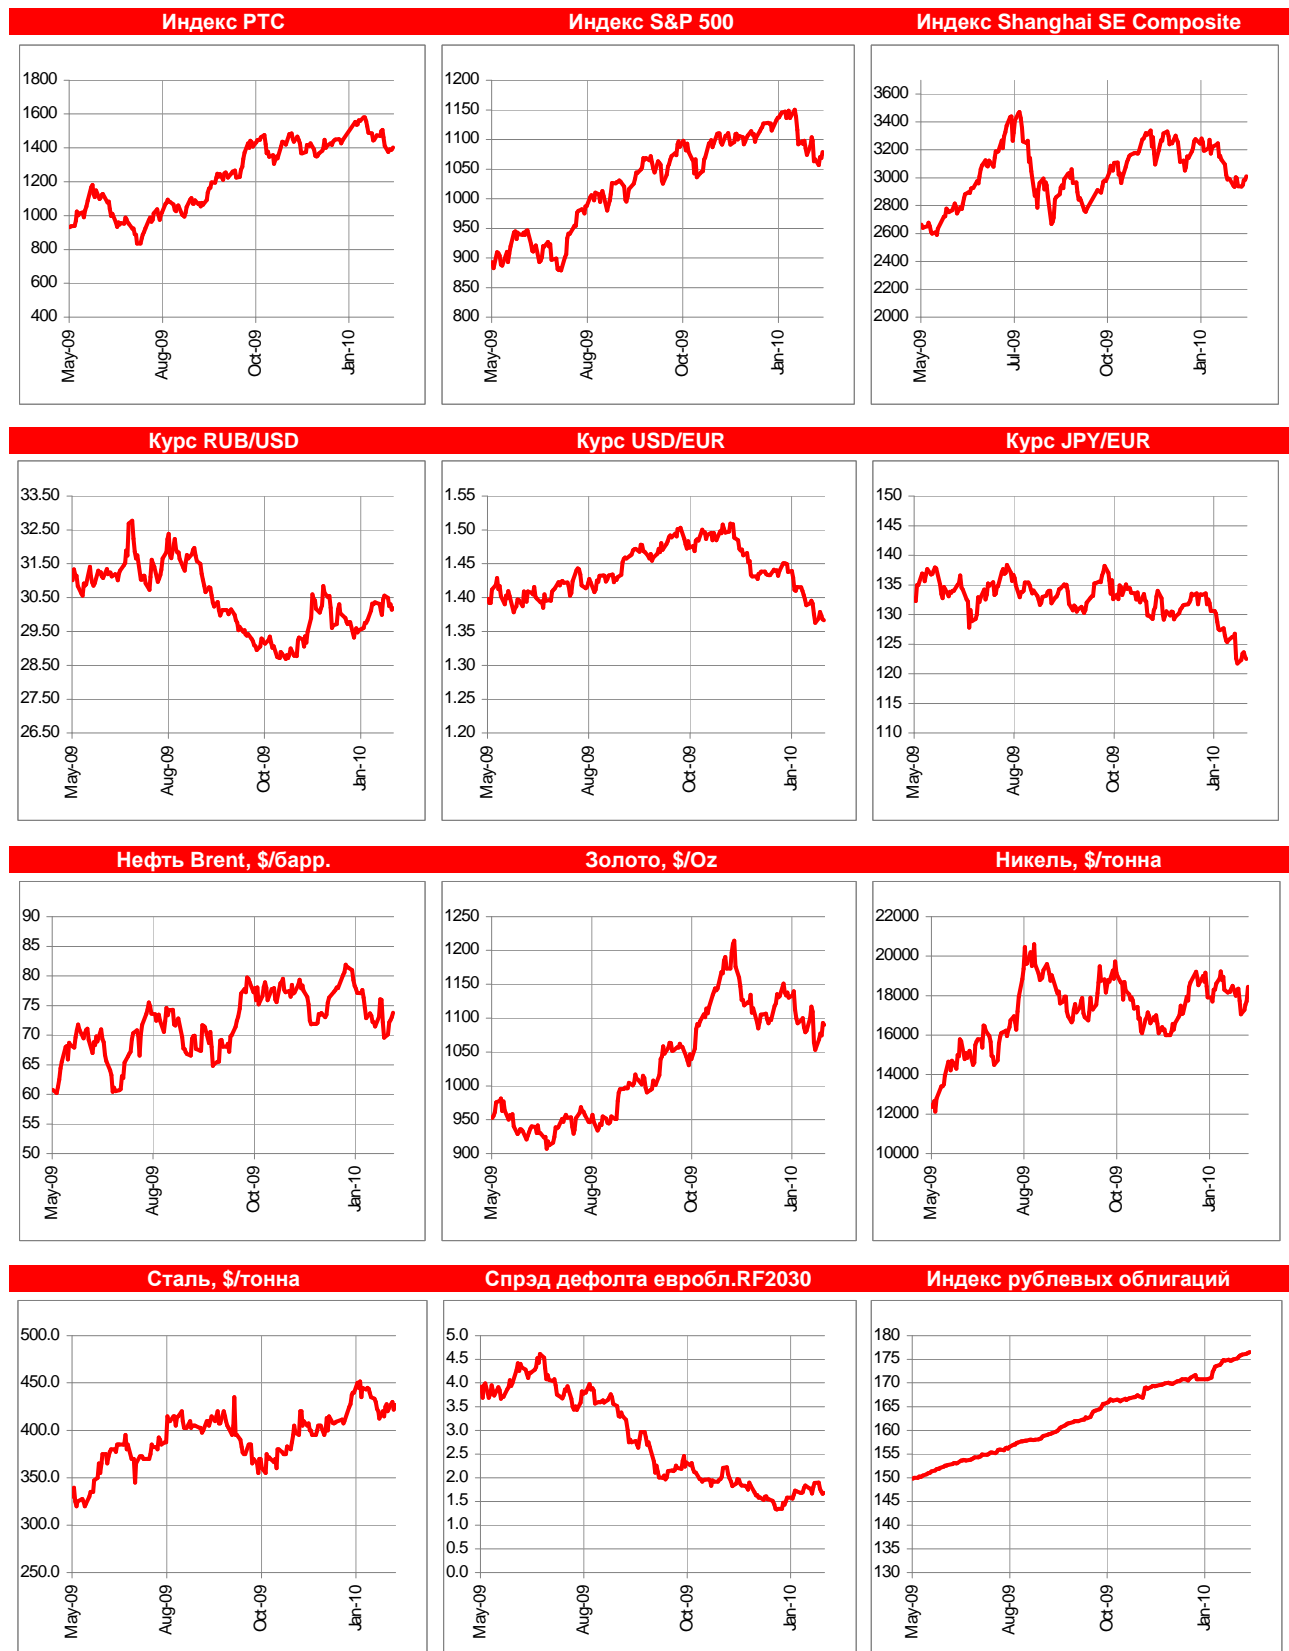 Индекс РТС
Индекс S&P 500
Индекс Shanghai SE Composite
1800
1600
1400
1200
1000
800
600
400
May-09
Aug-09
Oct-09
Jan-10
1200
1150
1100
1050
1000
950
900
850
800
May-09
Aug-09
Oct-09
Jan-10
3600
3400
3200
3000
2800
2600
2400
2200
2000
May-09
Jul-09
Oct-09
Jan-10
Курс RUB/USD
Курс USD/EUR
Курс JPY/EUR
33.50
32.50
31.50
30.50
29.50
28.50
27.50
26.50
May-09
Aug-09
Oct-09
Jan-10
1.55
1.50
1.45
1.40
1.35
1.30
1.25
1.20
May-09
Aug-09
Oct-09
Jan-10
150
145
140
135
130
125
120
115
110
May-09
Aug-09
Oct-09
Jan-10
Нефть Brent, $/барр.
Золото, $/Oz
Никель, $/тонна
90
85
80
75
70
65
60
55
50
May-09
Aug-09
Oct-09
Jan-10
1250
1200
1150
1100
1050
1000
950
900
May-09
Aug-09
Oct-09
Jan-10
22000
20000
18000
16000
14000
12000
10000
May-09
Aug-09
Oct-09
Jan-10
Сталь, $/тонна
Спрэд дефолта евробл.RF2030
Индекс рублевых облигаций
500.0
450.0
400.0
350.0
300.0
250.0
May-09
Aug-09
Oct-09
Jan-10
5.0
4.5
4.0
3.5
3.0
2.5
2.0
1.5
1.0
0.5
0.0
May-09
Aug-09
Oct-09
Jan-10
180
175
170
165
160
155
150
145
140
135
130
May-09
Aug-09
Oct-09
Jan-10